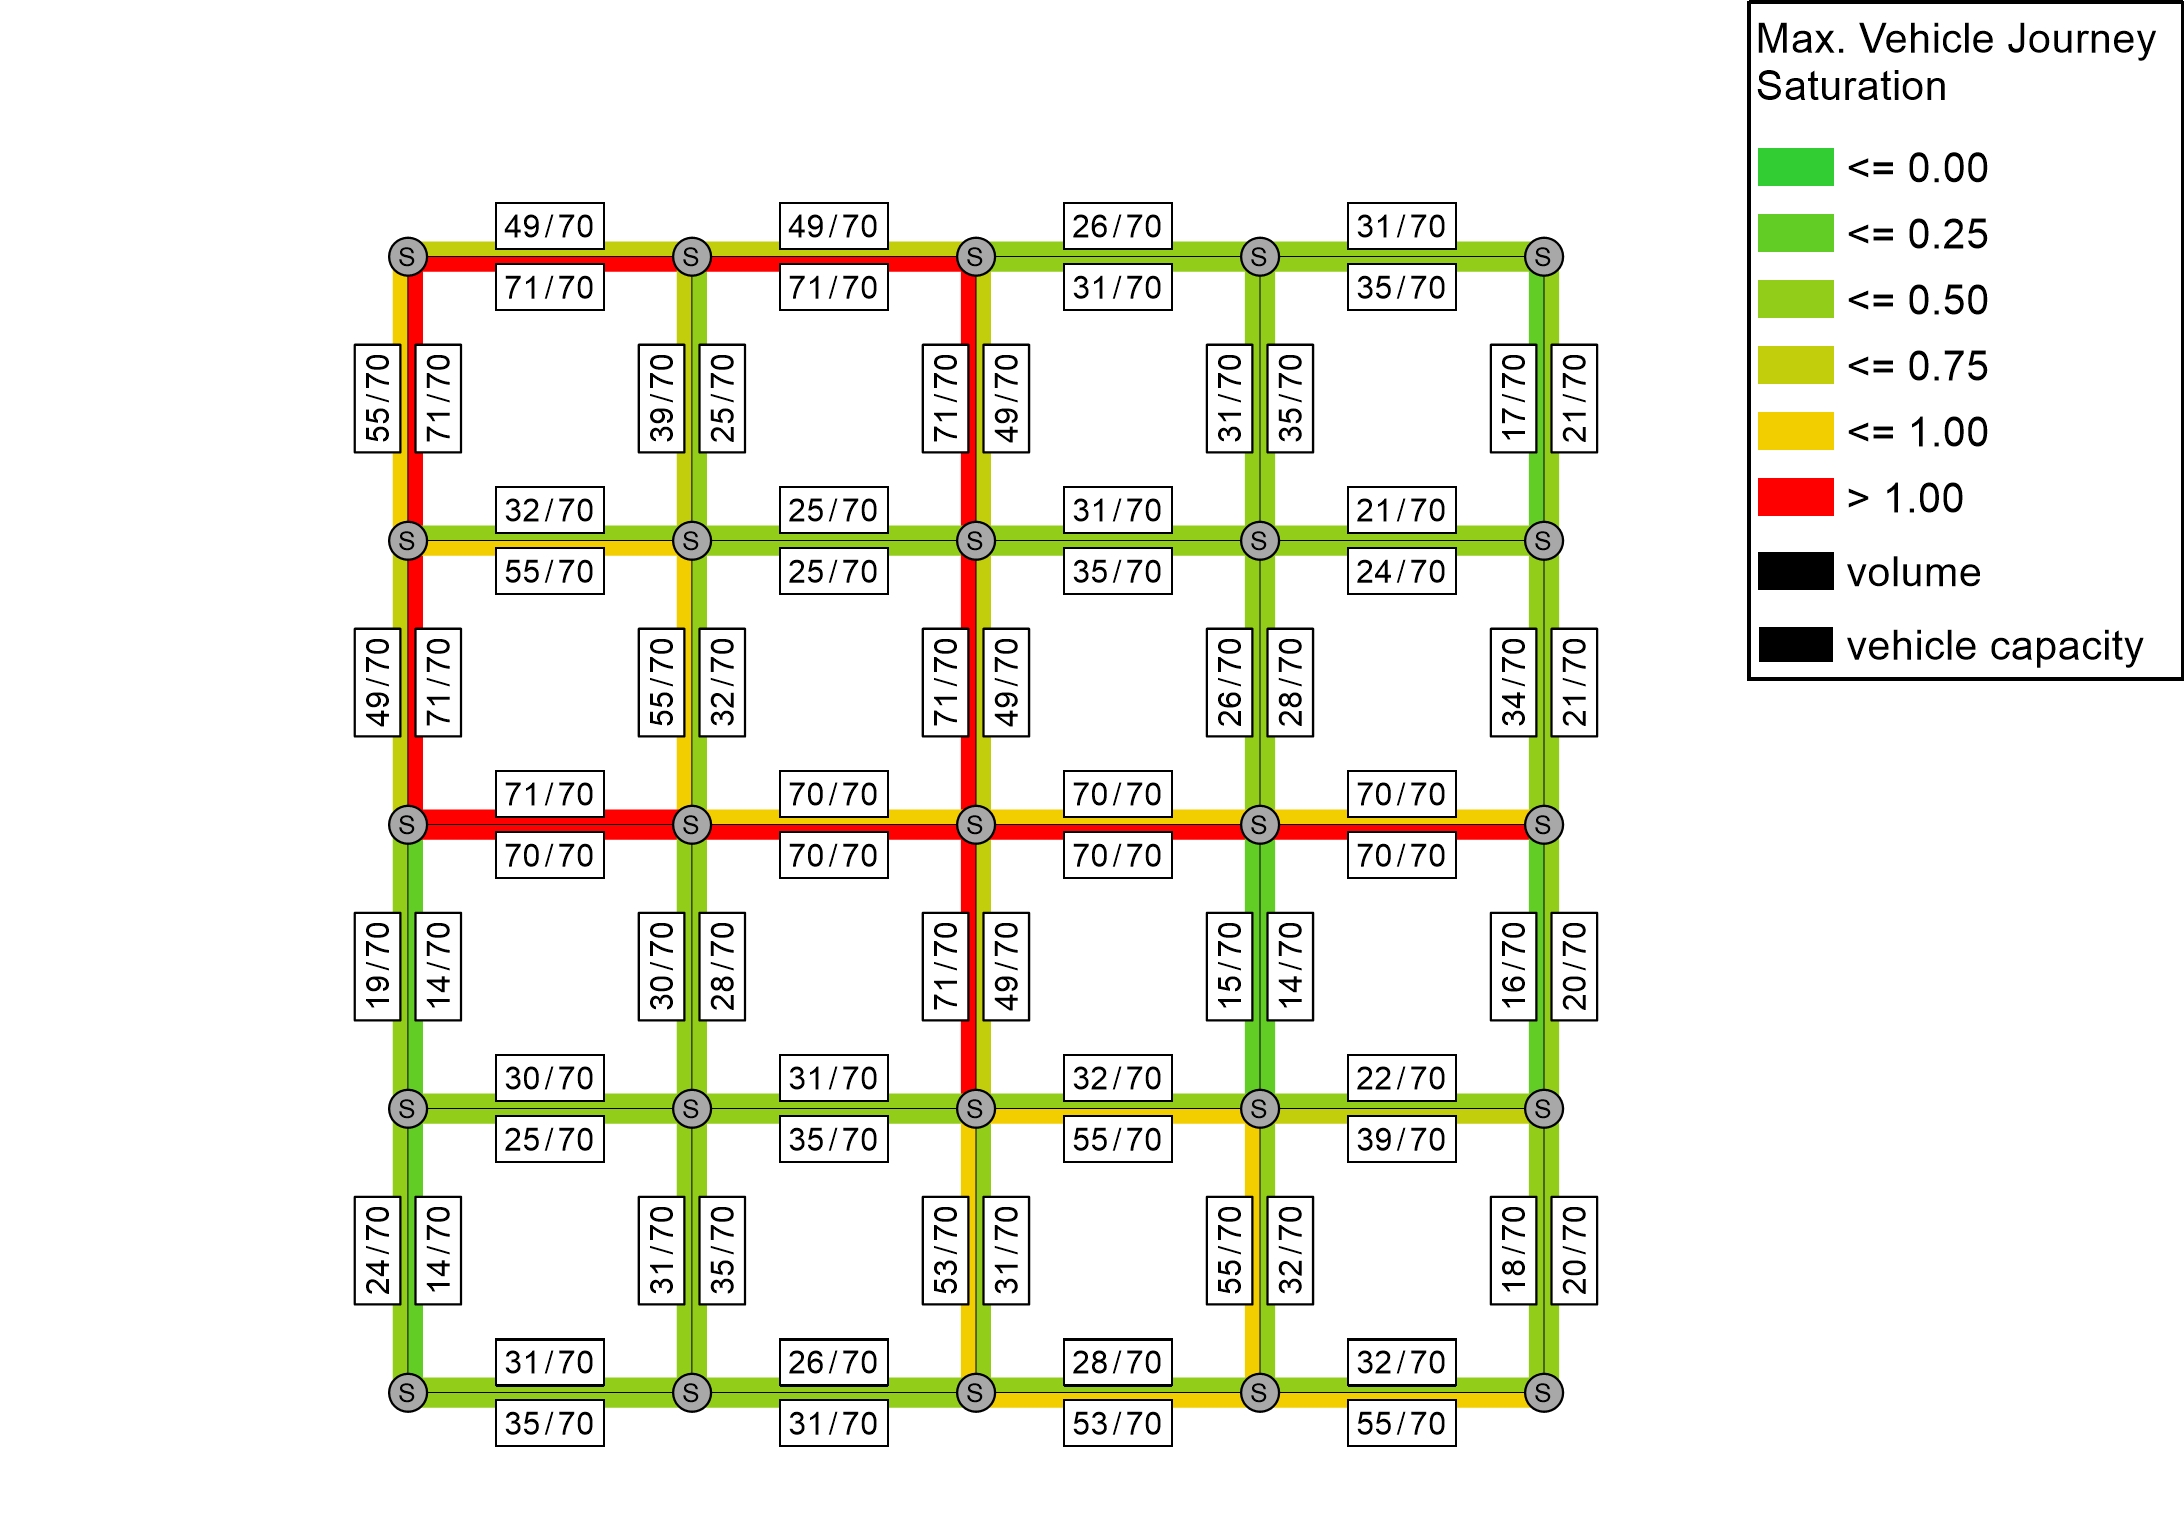 Max. Vehicle Journey
Saturation
<= 0.00
<= 0.25
<= 0.50
<= 0.75
<= 1.00
> 1.00
volume
vehicle capacity
49/70 49/70 26/70 31/70
S S S S S
71/70 71/70 31/70 35/70
55/70 71/70 39/70 25/70 71/70 49/70 31/70 35/70 17/70 21/70
32/70 25/70 31/70 21/70
S S S S S
55/70 25/70 35/70 24/70
49/70 71/70 55/70 32/70 71/70 49/70 26/70 28/70 34/70 21/70
71/70 70/70 70/70 70/70
S S S S S
70/70 70/70 70/70 70/70
19/70 14/70 30/70 28/70 71/70 49/70 15/70 14/70 16/70 20/70
30/70 31/70 32/70 22/70
S S S S S
25/70 35/70 55/70 39/70
24/70 14/70 31/70 35/70 53/70 31/70 55/70 32/70 18/70 20/70
31/70 26/70 28/70 32/70
S S S S S
35/70 31/70 53/70 55/70